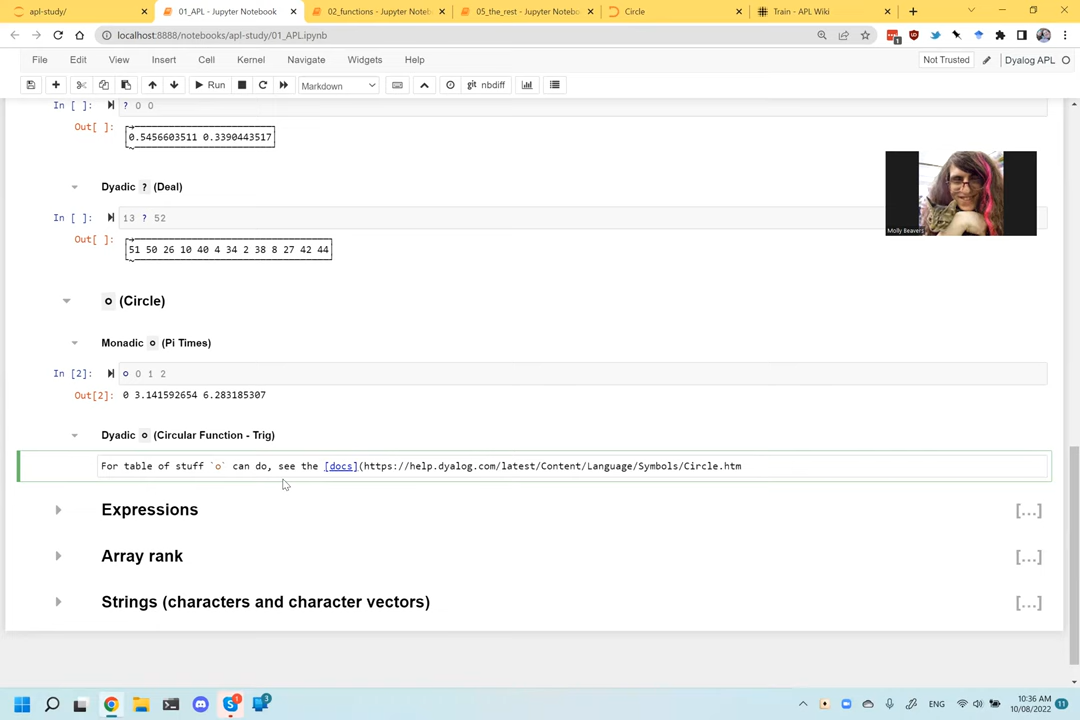 apl-study/
01_APL - Jupyter Notebook
02_functions - Jupyter Noteb
05_the_rest - Jupyter Notebo
Circle
Train - APL Wiki
localhost:8888/notebooks/apl-study/01_APL.ipynb
1
File Edit View Insert Cell Kernel Navigate Widgets Help
Not Trusted
Dyalog APL
Run
Markdown
nbdiff
In [ ]: ? 0 0
Out[ ]:
0.5456603511 0.3390443517
Dyadic ? (Deal)
In [ ]: 13 ? 52
Out[ ]:
51 50 26 10 40 4 34 2 38 8 27 42 44
Molly Beavers
○ (Circle)
Monadic ○ (Pi Times)
In [2]: ○ 0 1 2
Out[2]: 0 3.141592654 6.283185307
Dyadic ○ (Circular Function - Trig)
For table of stuff `○` can do, see the [docs](https://help.dyalog.com/latest/Content/Language/Symbols/Circle.htm
Expressions
[...]
Array rank
[...]
Strings (characters and character vectors)
[...]
1
3
ENG
10:36 AM
10/08/2022
11